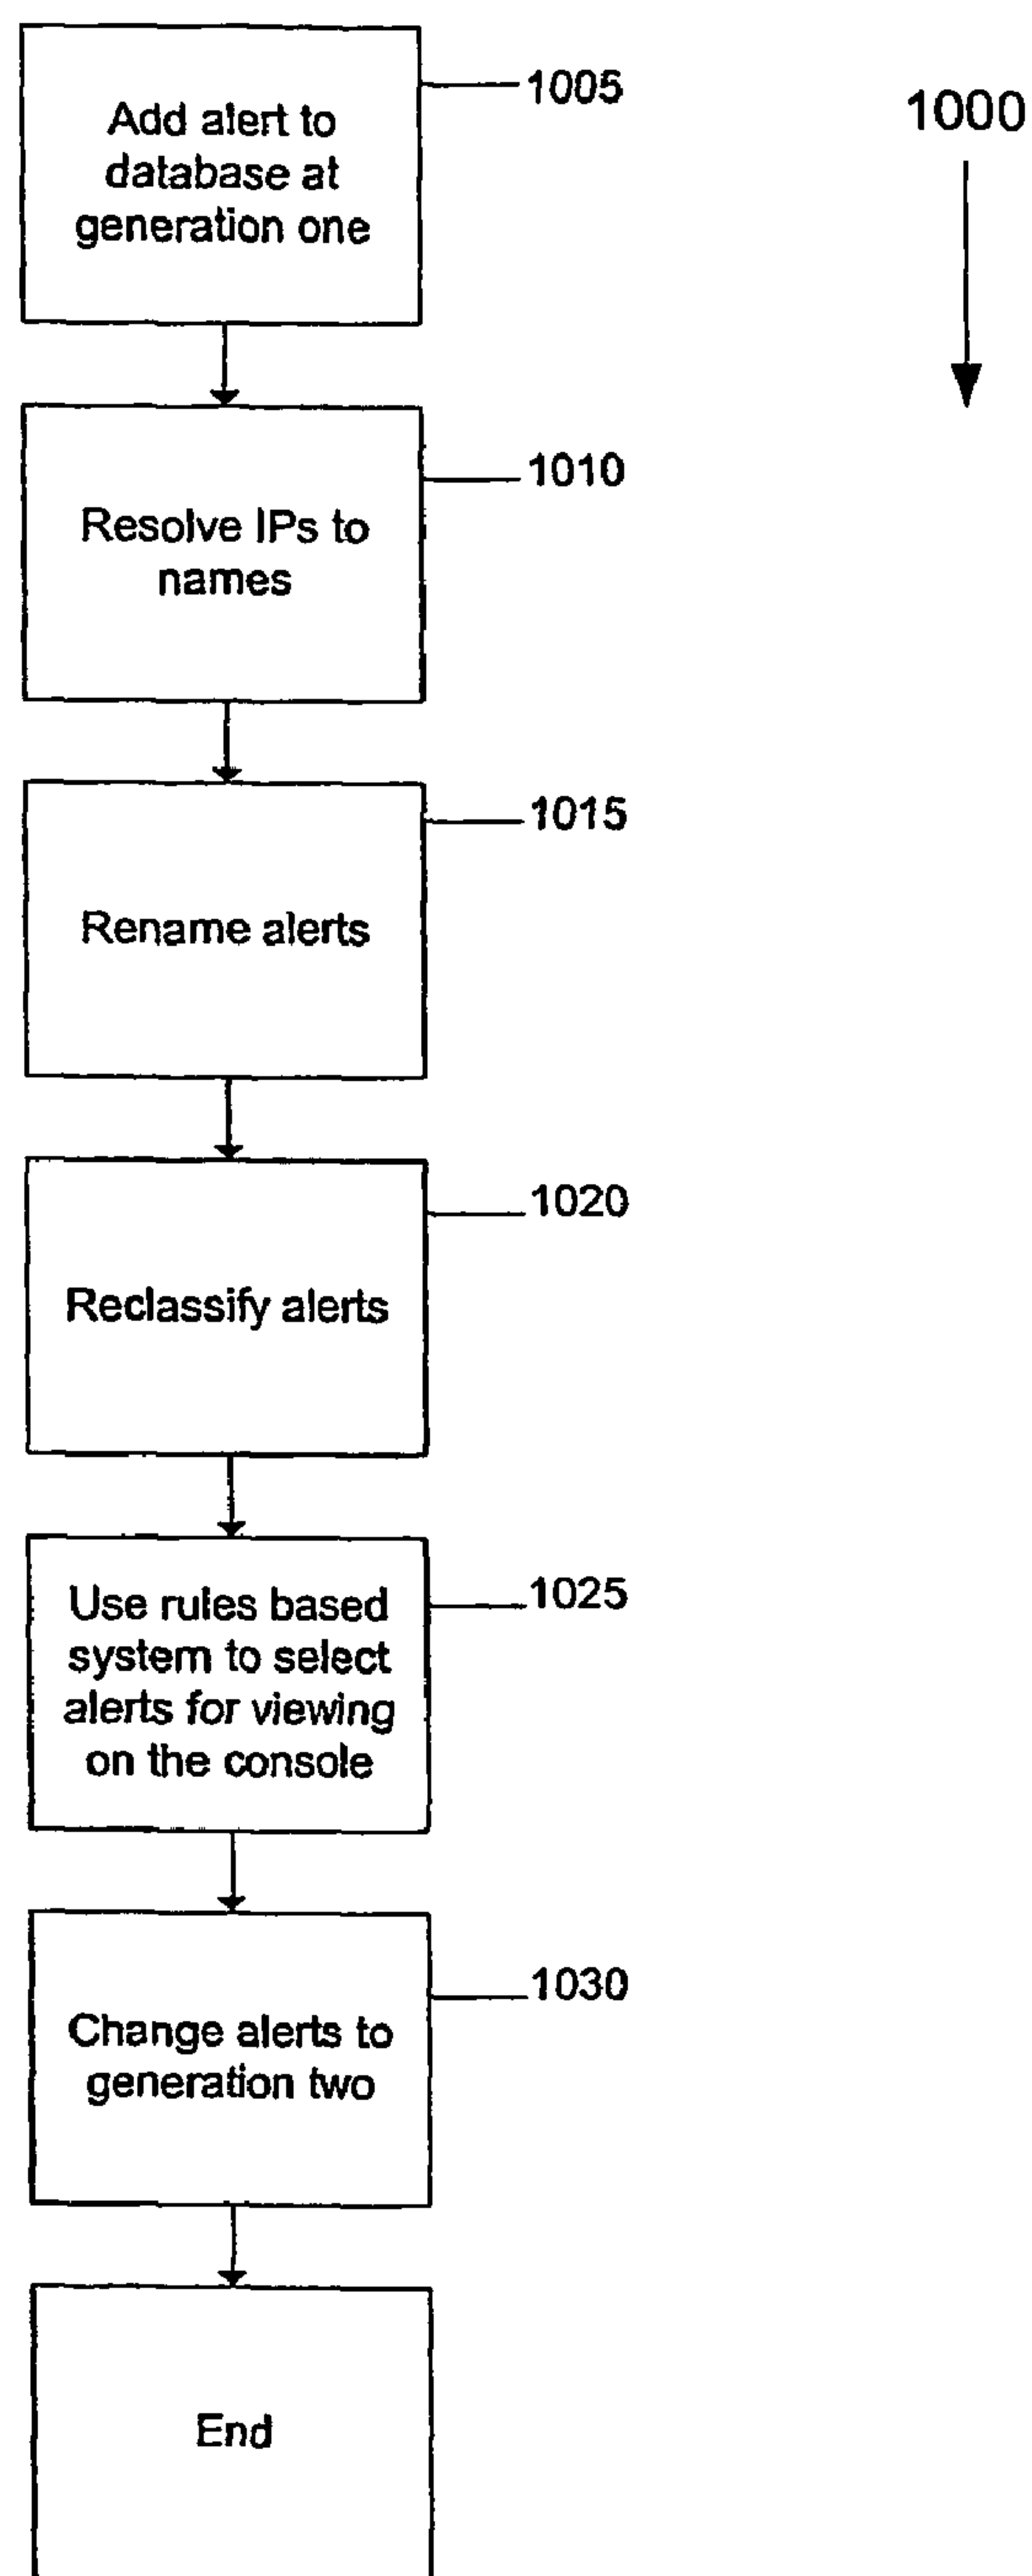 Add alert to
database at
generation one
1005
1000
Resolve IPs to
names
1010
Rename alerts
1015
Reclassify alerts
1020
Use rules based
system to select
alerts for viewing
on the console
1025
Change alerts to
generation two
1030
End